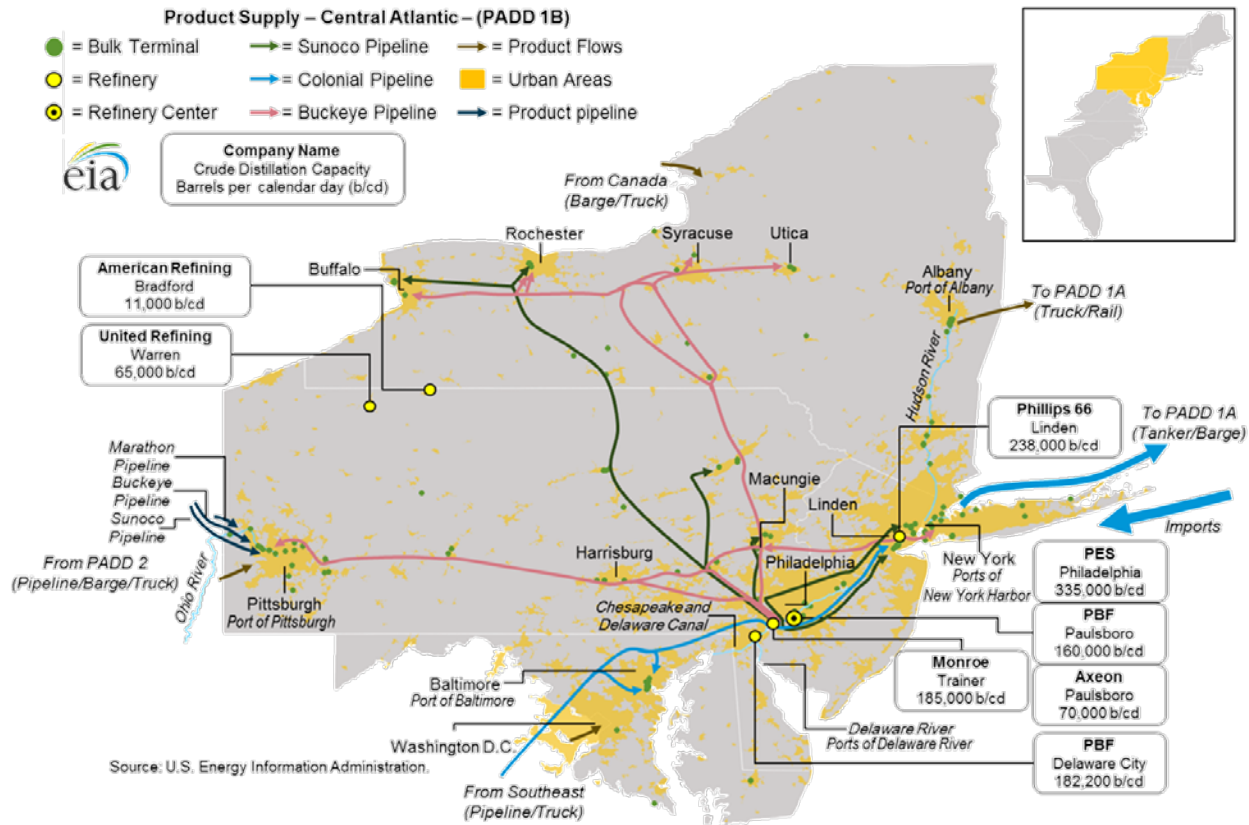 Product Supply – Central Atlantic – (PADD 1B)
= Bulk Terminal
= Sunoco Pipeline
= Product Flows
= Refinery
= Colonial Pipeline
= Urban Areas
= Refinery Center
= Buckeye Pipeline
= Product pipeline
eia
Company Name
Crude Distillation Capacity
Barrels per calendar day (b/cd)
From Canada
(Barge/Truck)
Rochester
Syracuse
Utica
Buffalo
American Refining
Bradford
11,000 b/cd
United Refining
Warren
65,000 b/cd
Albany
Port of Albany
To PADD 1A
(Truck/Rail)
Hudson River
Phillips 66
Linden
238,000 b/cd
To PADD 1A
(Tanker/Barge)
Imports
Marathon
Pipeline
Buckeye
Pipeline
Sunoco
Pipeline
From PADD 2
(Pipeline/Barge/Truck)
Ohio River
Pittsburgh
Port of Pittsburgh
Harrisburg
Macungie
Linden
Philadelphia
New York
Ports of
New York Harbor
PES
Philadelphia
335,000 b/cd
PBF
Paulsboro
160,000 b/cd
Axeon
Paulsboro
70,000 b/cd
Monroe
Trainer
185,000 b/cd
PBF
Delaware City
182,200 b/cd
Chesapeake and
Delaware Canal
Baltimore
Port of Baltimore
Washington D.C.
Delaware River
Ports of Delaware River
Source: U.S. Energy Information Administration.
From Southeast
(Pipeline/Truck)